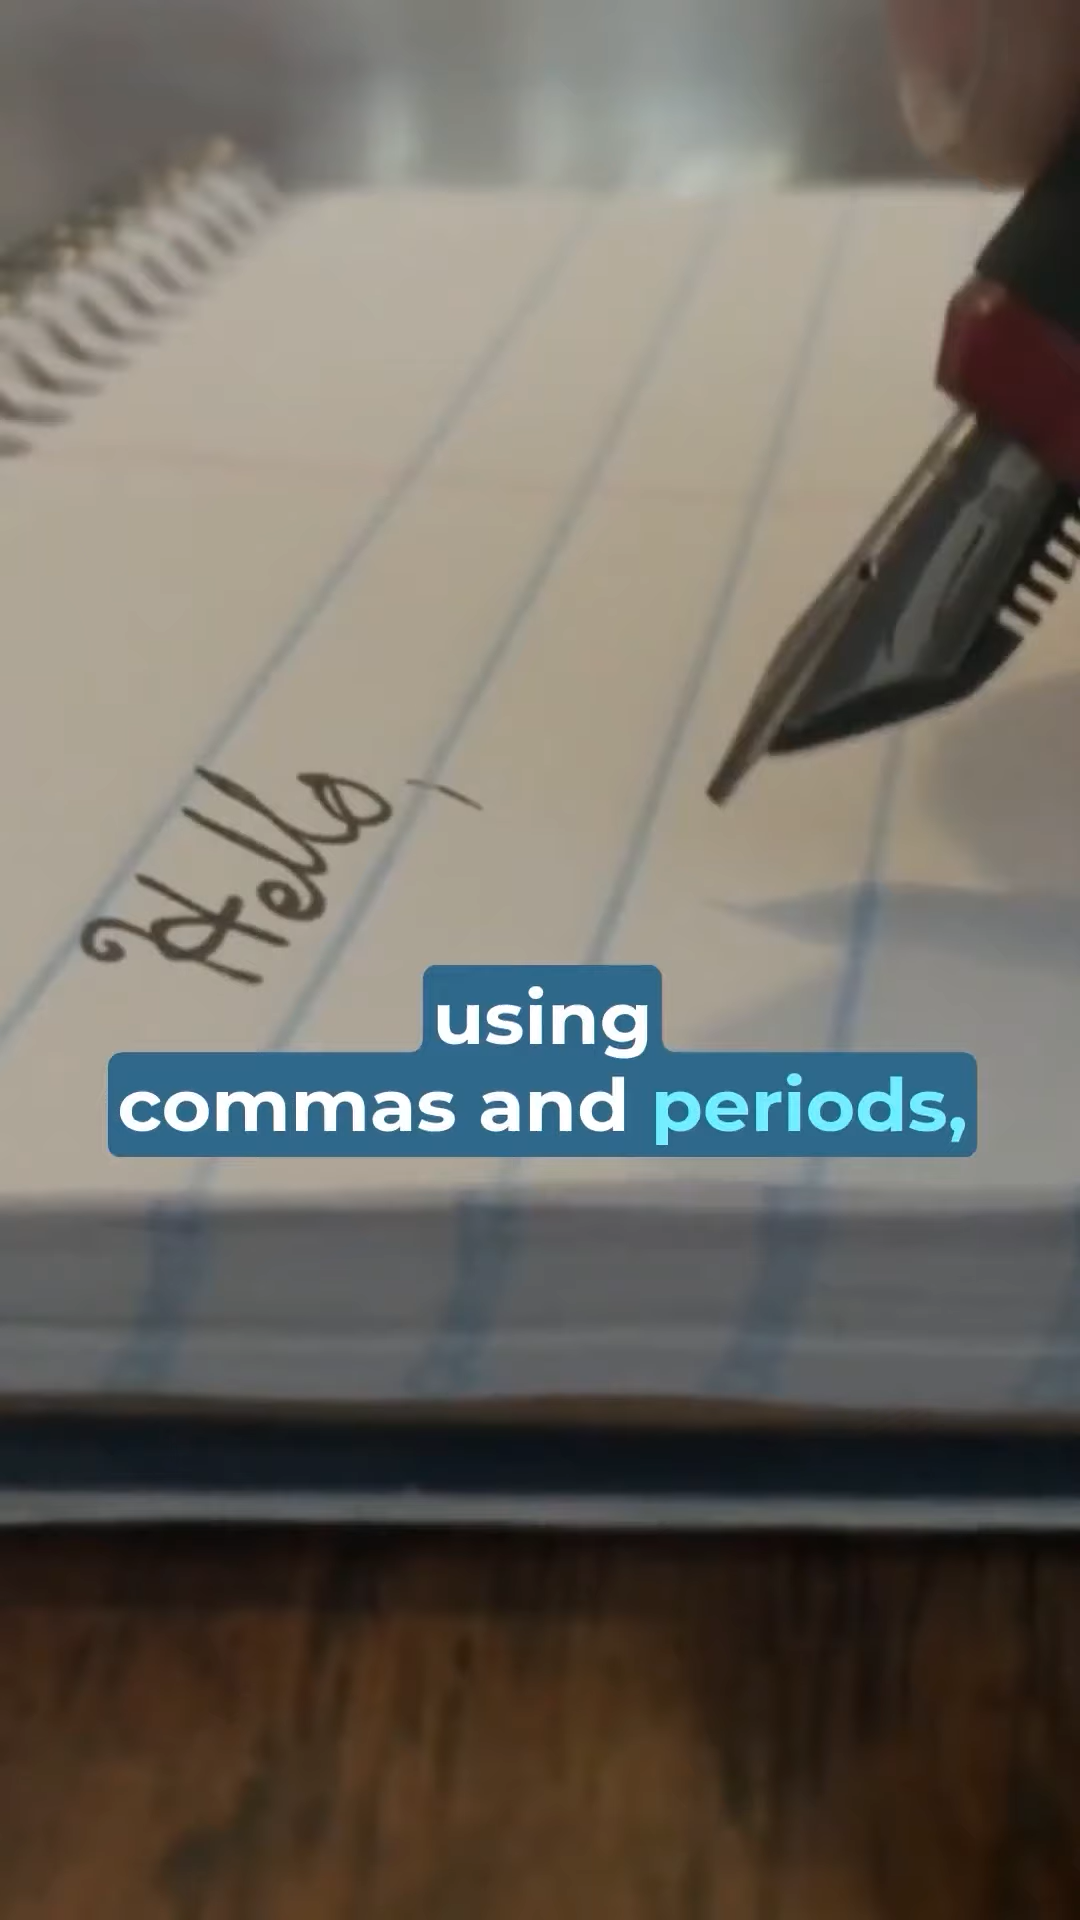 Hello,
using
commas and periods,